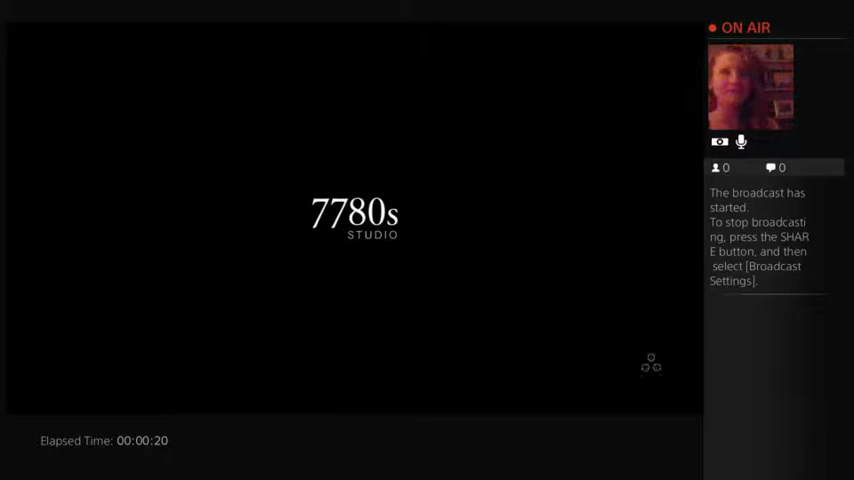 ON AIR
7780s
STUDIO
0 0
The broadcast has
started.
To stop broadcasti
ng, press the SHAR
E button, and then
select [Broadcast
Settings].
Elapsed Time: 00:00:20